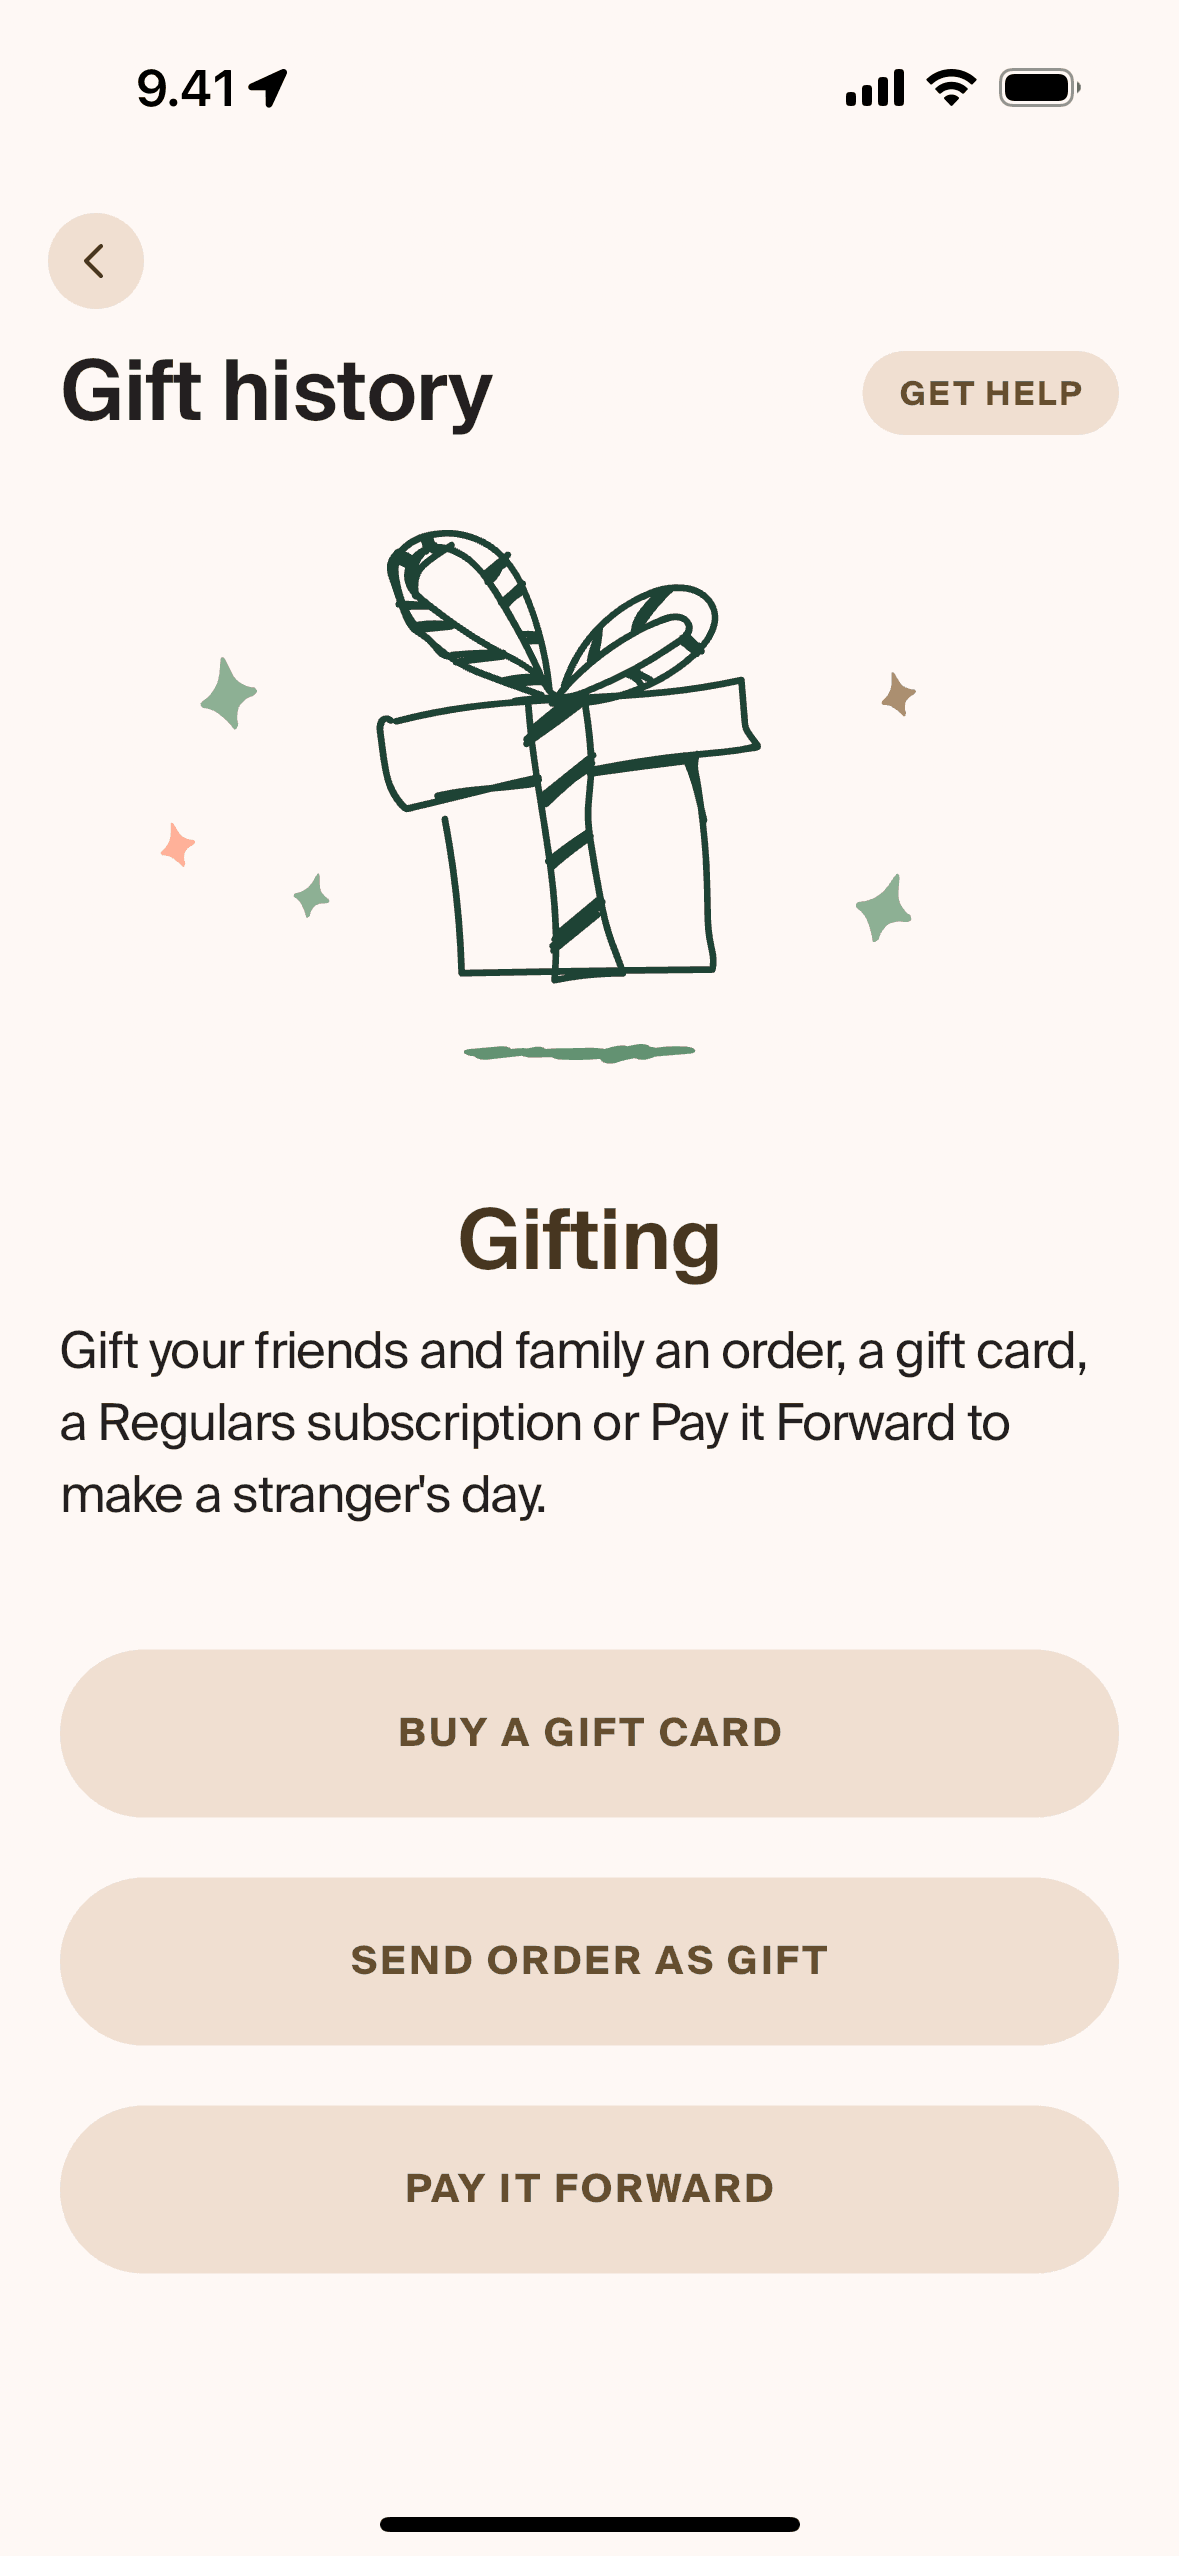 9.41
Gift history
GET HELP
Gifting
Gift your friends and family an order, a gift card,
a Regulars subscription or Pay it Forward to
make a stranger's day.
BUY A GIFT CARD
SEND ORDER AS GIFT
PAY IT FORWARD